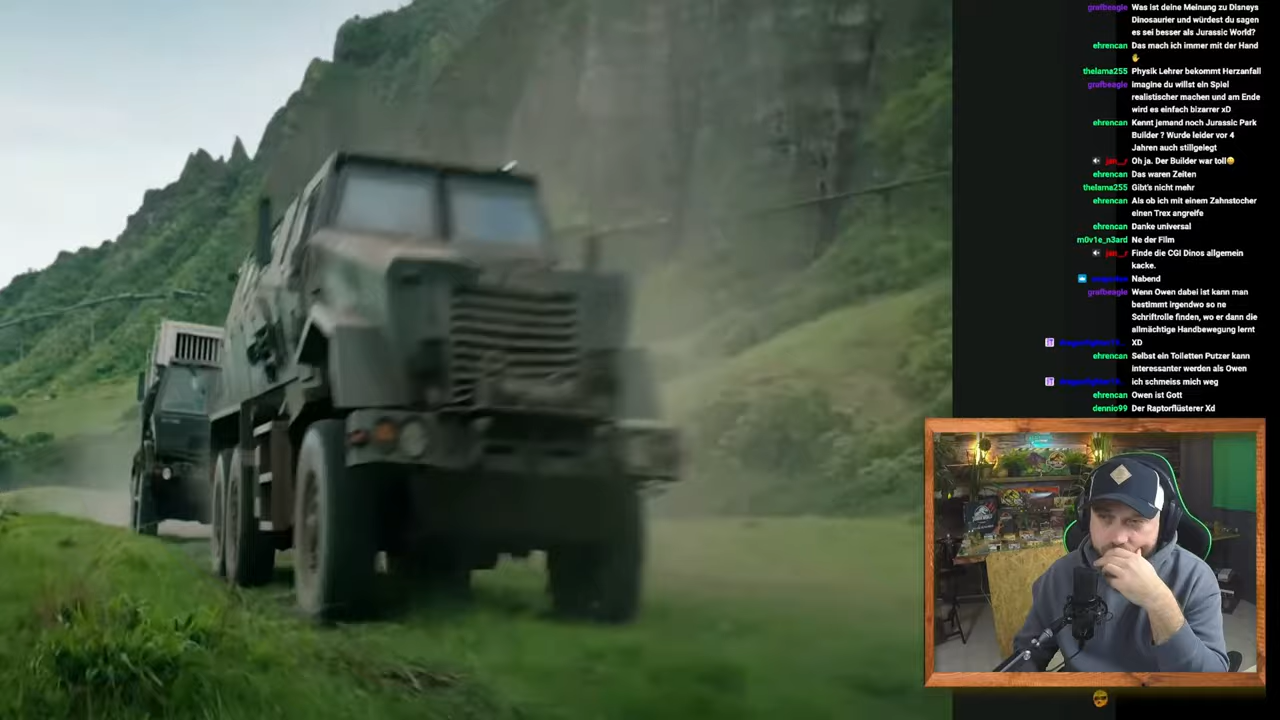 grafbeagle Was ist deine Meinung zu Disneys
Dinosaurier und würdest du sagen
es sei besser als Jurassic World?
ehrencan Das mach ich immer mit der Hand
✋
thelama255 Physik Lehrer bekommt Herzanfall
grafbeagle Imagine du willst ein Spiel
realistischer machen und am Ende
wird es einfach bizarrer xD
ehrencan Kennt jemand noch Jurassic Park
Builder ? Wurde leider vor 4
Jahren auch stillgelegt
Oh ja. Der Builder war toll😄
ehrencan Das waren Zeiten
thelama255 Gibt's nicht mehr
ehrencan Als ob ich mit einem Zahnstocher
einen Trex angreife
ehrencan Danke universal
m0v1e_n3ard Ne der Film
Finde die CGI Dinos allgemein
kacke.
Nabend
grafbeagle Wenn Owen dabei ist kann man
bestimmt irgendwo so ne
Schriftrolle finden, wo er dann die
allmächtige Handbewegung lernt
XD
ehrencan Selbst ein Toiletten Putzer kann
interessanter werden als Owen
ich schmeiss mich weg
ehrencan Owen ist Gott
dennio99 Der Raptorflüsterer Xd